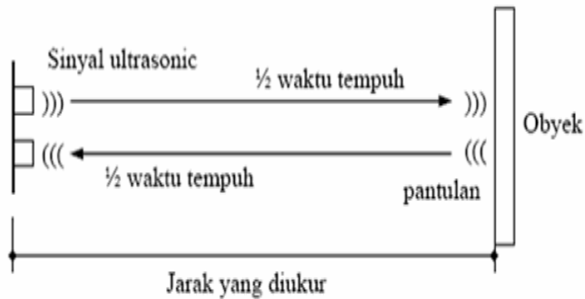 Sinyal ultrasonic
½ waktu tempuh
Obyek
½ waktu tempuh
pantulan
Jarak yang diukur